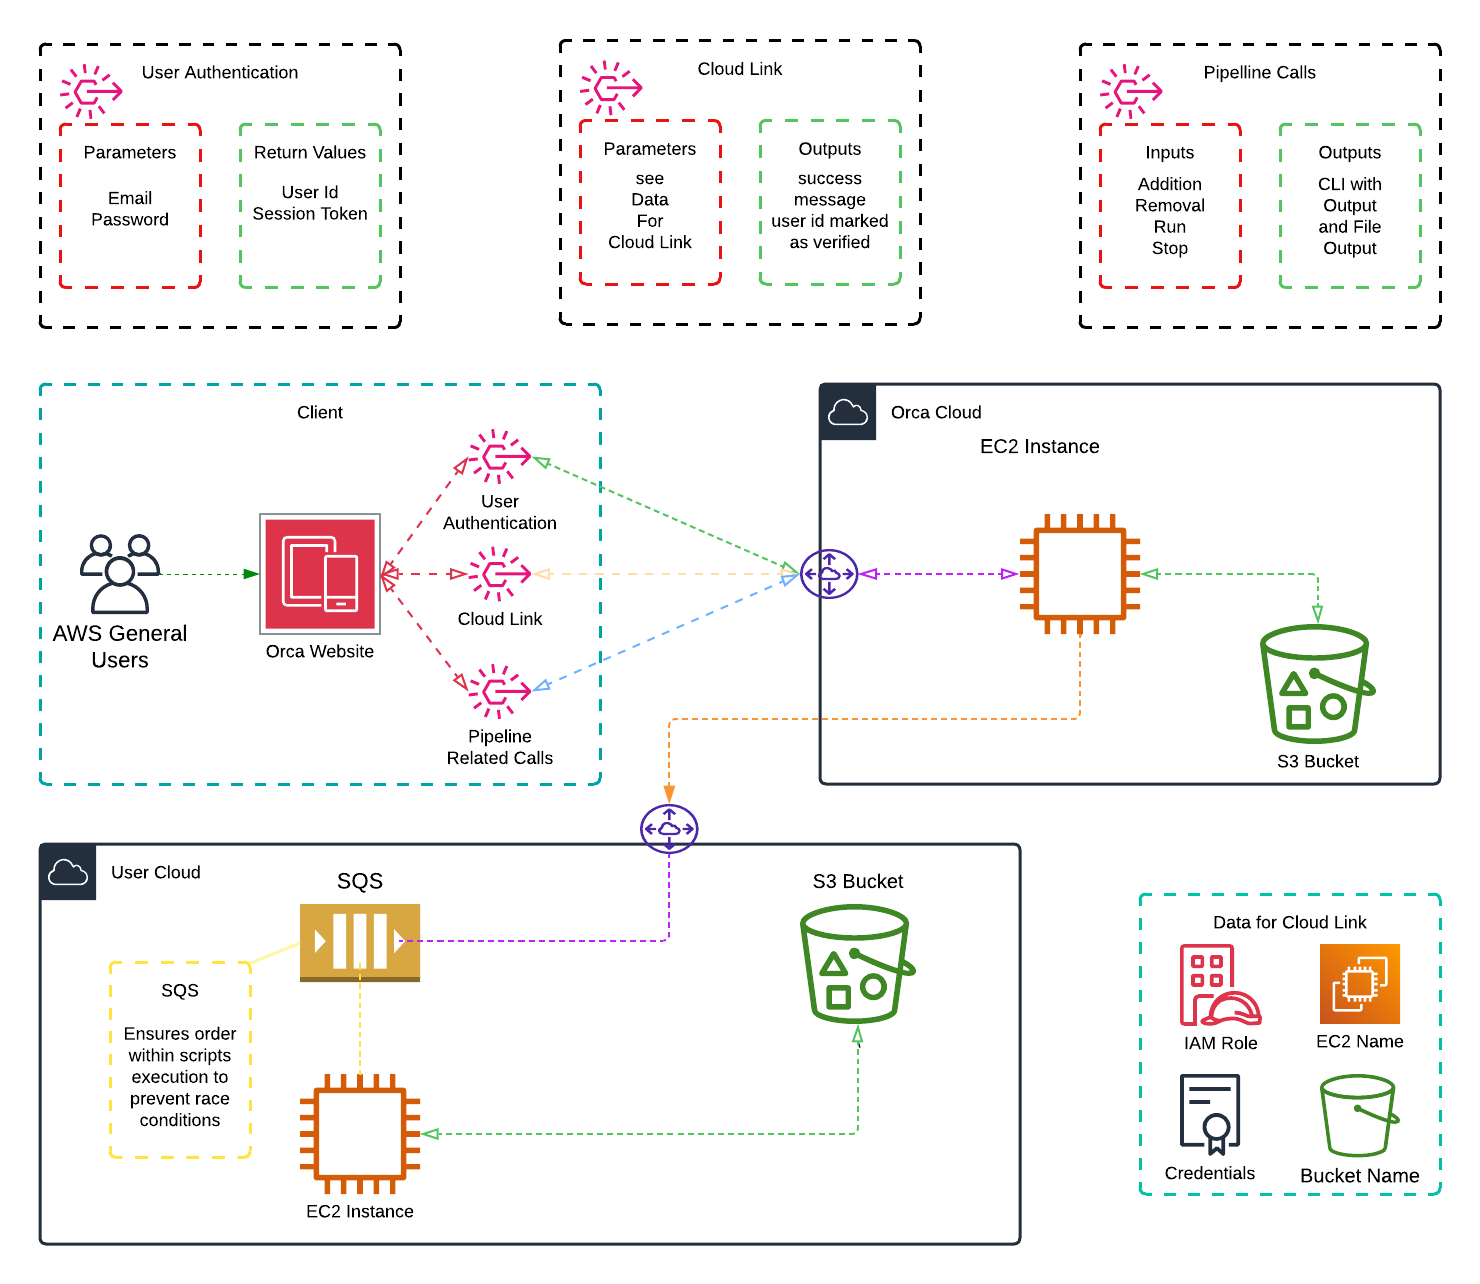 User Authentication
Parameters
Email
Password
Return Values
User Id
Session Token
Cloud Link
Parameters
see
Data
For
Cloud Link
Outputs
success
message
user id marked
as verified
Pipelline Calls
Inputs
Addition
Removal
Run
Stop
Outputs
CLI with
Output
and File
Output
Client
AWS General
Users
Orca Website
User
Authentication
Cloud Link
Pipeline
Related Calls
Orca Cloud
EC2 Instance
S3 Bucket
User Cloud
SQS
SQS
Ensures order
within scripts
execution to
prevent race
conditions
EC2 Instance
S3 Bucket
Data for Cloud Link
IAM Role
EC2 Name
Credentials
Bucket Name